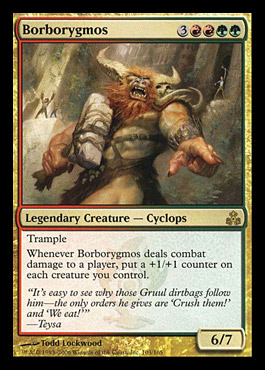 Borborygmos 3
Legendary Creature — Cyclops
Trample
Whenever Borborygmos deals combat
damage to a player, put a +1/+1 counter on
each creature you control.
"It's easy to see why those Gruul dirtbags follow
him—the only orders he gives are 'Crush them!'
and 'We eat!'"
—Teysa
6/7
Todd Lockwood